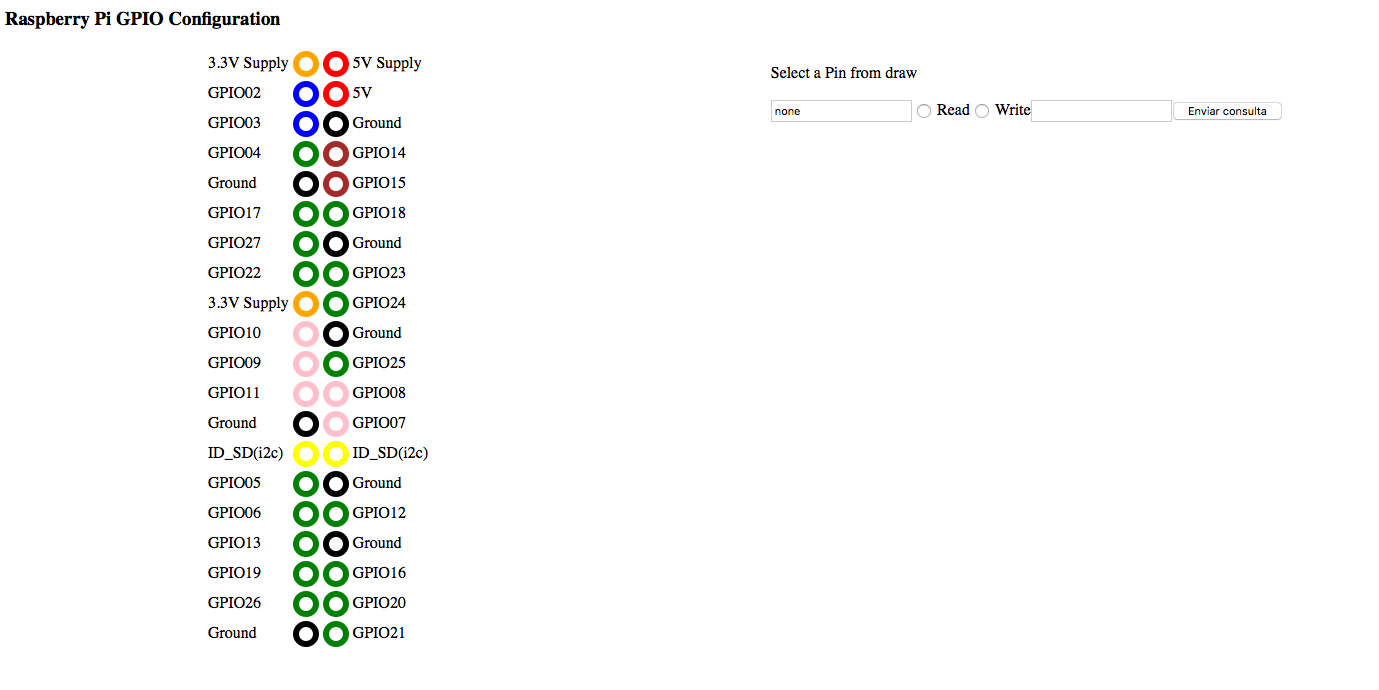 Raspberry Pi GPIO Configuration
3.3V Supply 5V Supply
GPIO02 5V
GPIO03 Ground
GPIO04 GPIO14
Ground GPIO15
GPIO17 GPIO18
GPIO27 Ground
GPIO22 GPIO23
3.3V Supply GPIO24
GPIO10 Ground
GPIO09 GPIO25
GPIO11 GPIO08
Ground GPIO07
ID_SD(i2c) ID_SD(i2c)
GPIO05 Ground
GPIO06 GPIO12
GPIO13 Ground
GPIO19 GPIO16
GPIO26 GPIO20
Ground GPIO21
Select a Pin from draw
none Read Write Enviar consulta